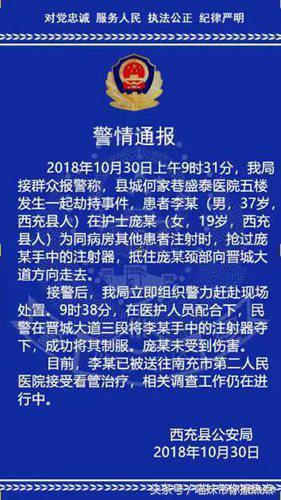 对党忠诚 服务人民 执法公正 纪律严明
警情通报
2018年10月30日上午9时31分，我局
接群众报警称，县城何家巷盛泰医院五楼
发生一起劫持事件，患者李某（男，37岁，
西充县人）在护士庞某（女，19岁，西充
县人）为同病房其他患者注射时，抢过庞
某手中的注射器，抵住庞某颈部向晋城大
道方向走去。
接警后，我局立即组织警力赶赴现场
处置。9时38分，在医护人员配合下，民
警在晋城大道三段将李某手中的注射器夺
下，成功将其制服。庞某未受到伤害。
目前，李某已被送往南充市第二人民
医院接受看管治疗，相关调查工作仍在进
行中。
西充县公安局
2018年10月30日